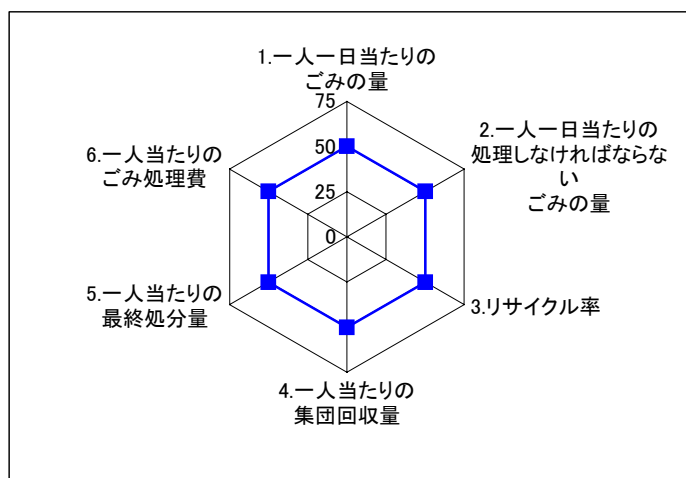 1.一人一日当たりの
ごみの量
75
50
25
0
2.一人一日当たりの
処理しなければならな
い
ごみの量
3.リサイクル率
4.一人当たりの
集団回収量
5.一人当たりの
最終処分量
6.一人当たりの
ごみ処理費